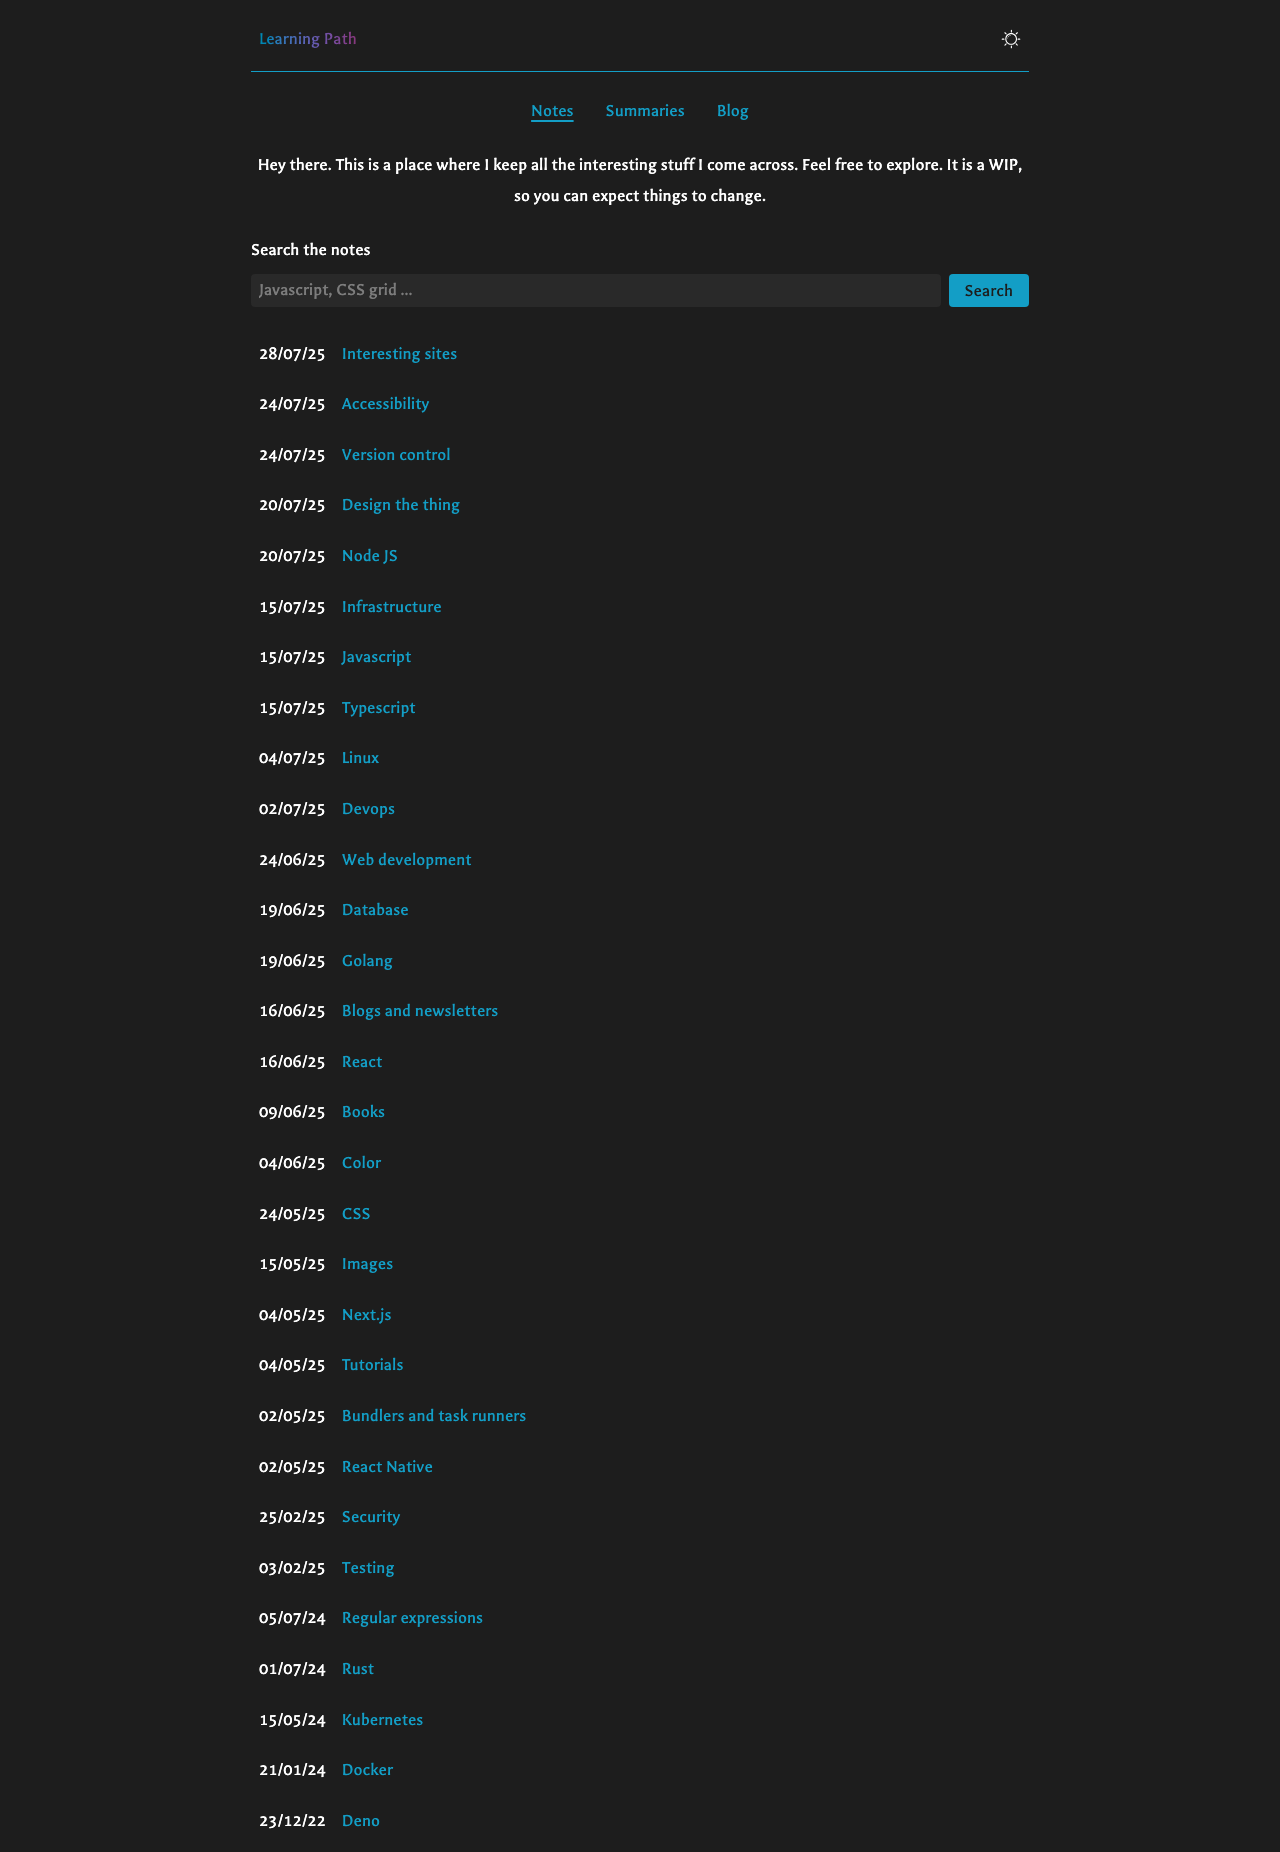 Learning Path
Notes Summaries Blog
Hey there. This is a place where I keep all the interesting stuff I come across. Feel free to explore. It is a WIP,
so you can expect things to change.
Search the notes
Javascript, CSS grid ... Search
28/07/25 Interesting sites
24/07/25 Accessibility
24/07/25 Version control
20/07/25 Design the thing
20/07/25 Node JS
15/07/25 Infrastructure
15/07/25 Javascript
15/07/25 Typescript
04/07/25 Linux
02/07/25 Devops
24/06/25 Web development
19/06/25 Database
19/06/25 Golang
16/06/25 Blogs and newsletters
16/06/25 React
09/06/25 Books
04/06/25 Color
24/05/25 CSS
15/05/25 Images
04/05/25 Next.js
04/05/25 Tutorials
02/05/25 Bundlers and task runners
02/05/25 React Native
25/02/25 Security
03/02/25 Testing
05/07/24 Regular expressions
01/07/24 Rust
15/05/24 Kubernetes
21/01/24 Docker
23/12/22 Deno